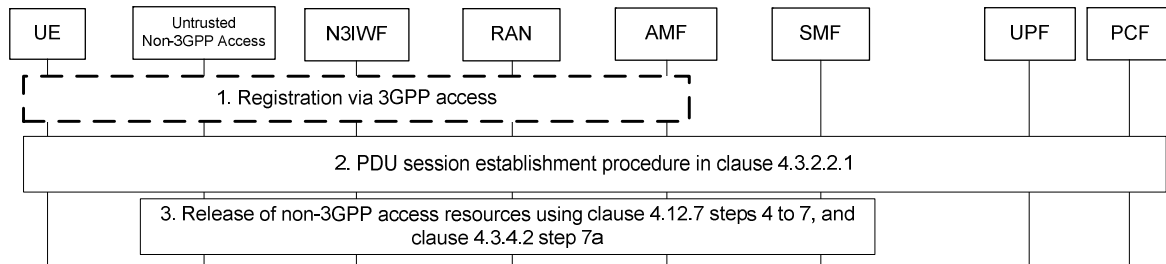 UE
Untrusted
Non-3GPP Access
N3IWF
RAN
AMF
SMF
UPF
PCF
1. Registration via 3GPP access
2. PDU session establishment procedure in clause 4.3.2.2.1
3. Release of non-3GPP access resources using clause 4.12.7 steps 4 to 7, and
clause 4.3.4.2 step 7a